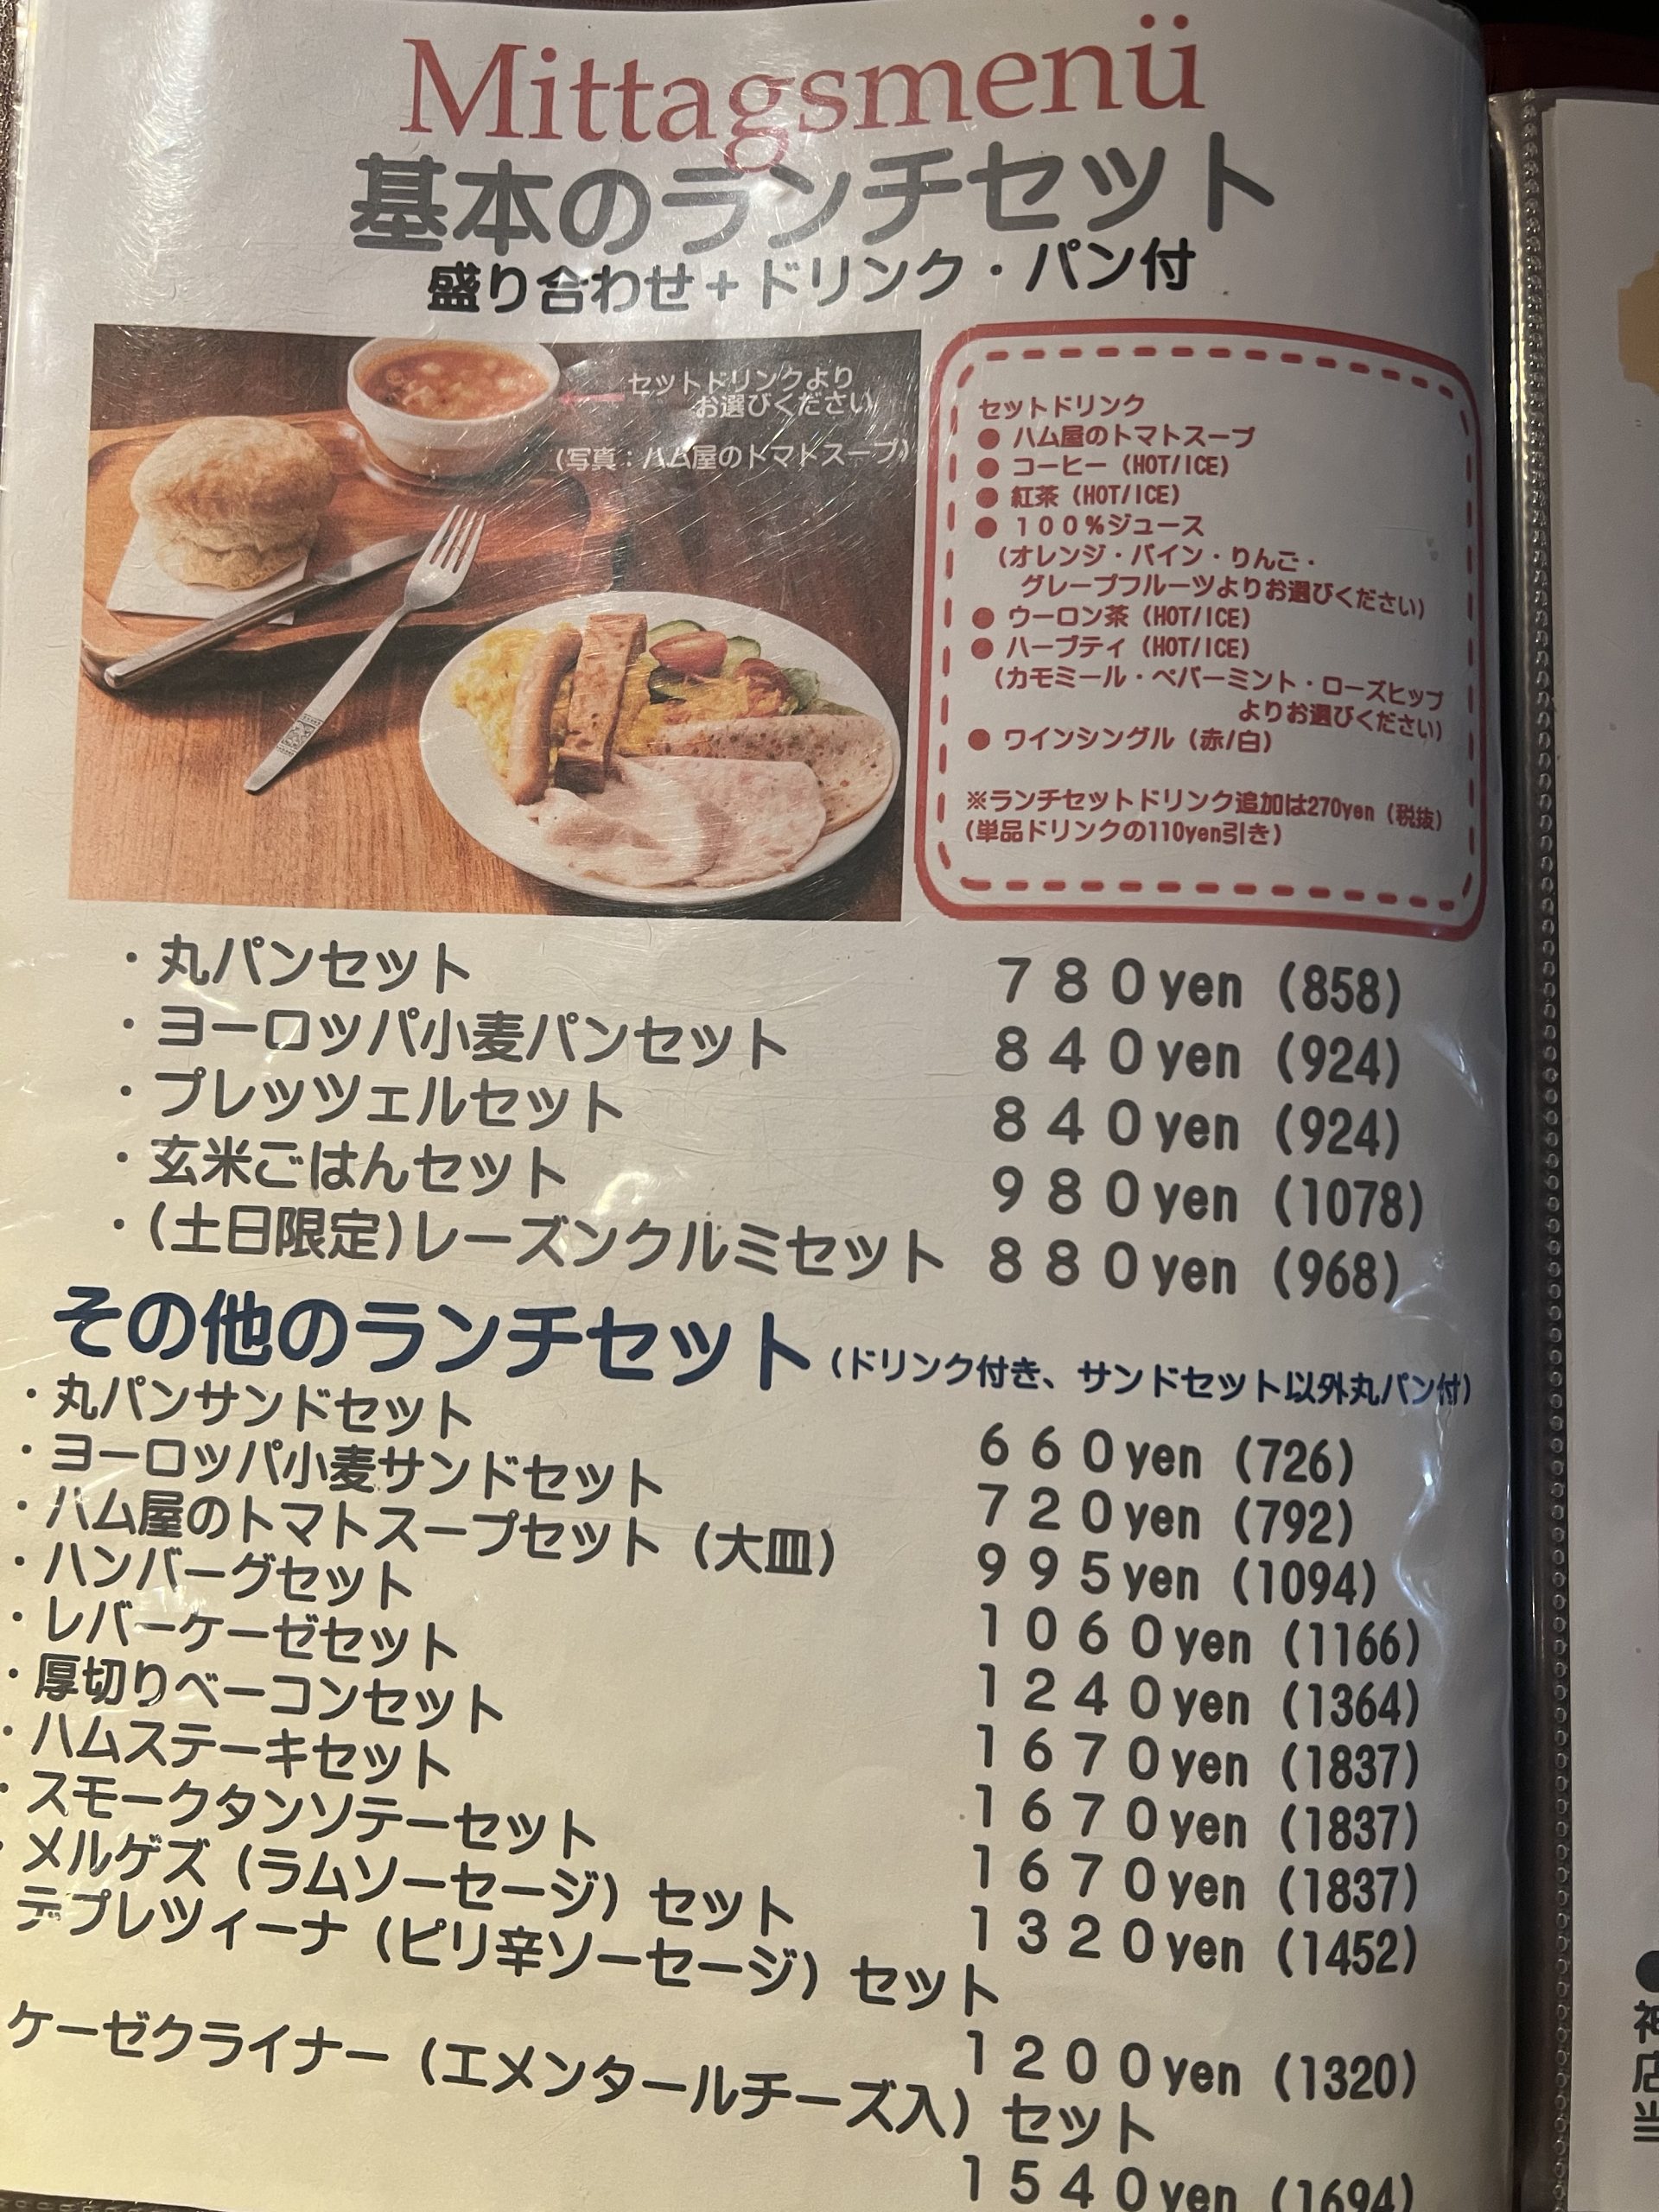 Mittagsmenü
基本のランチセット
盛り合わせ+ドリンク・パン付
セットドリンクより
お選びください
(写真:ハム屋のトマトスープ)
セットドリンク
● ハム屋のトマトスープ
● コーヒー (HOT/ICE)
● 紅茶 (HOT/ICE)
● 100%ジュース
(オレンジ・パイン・りんご・
グレープフルーツよりお選びください)
● ウーロン茶 (HOT/ICE)
● ハーブティ (HOT/ICE)
(カモミール・ペパーミント・ローズヒップ
よりお選びください)
● ワインシングル (赤/白)
※ランチセットドリンク追加は270yen (税抜)
(単品ドリンクの110yen引き)
・丸パンセット 780yen (858)
・ヨーロッパ小麦パンセット 840yen (924)
・プレッツェルセット 840yen (924)
・玄米ごはんセット 980yen (1078)
・(土日限定)レーズンクルミセット 880yen (968)
その他のランチセット (ドリンク付き、サンドセット以外丸パン付)
・丸パンサンドセット 660yen (726)
・ヨーロッパ小麦サンドセット 720yen (792)
・ハム屋のトマトスープセット (大皿) 995yen (1094)
・ハンバーグセット 1060yen (1166)
・レバーケーゼセット 1240yen (1364)
・厚切りベーコンセット 1670yen (1837)
・ハムステーキセット 1670yen (1837)
・スモークタンソテーセット 1670yen (1837)
・メルゲズ (ラムソーセージ) セット 1320yen (1452)
デプレツィーナ (ピリ辛ソーセージ) セット
1200yen (1320)
ケーゼクライナー (エメンタールチーズ入) セット
1540yen (1694)